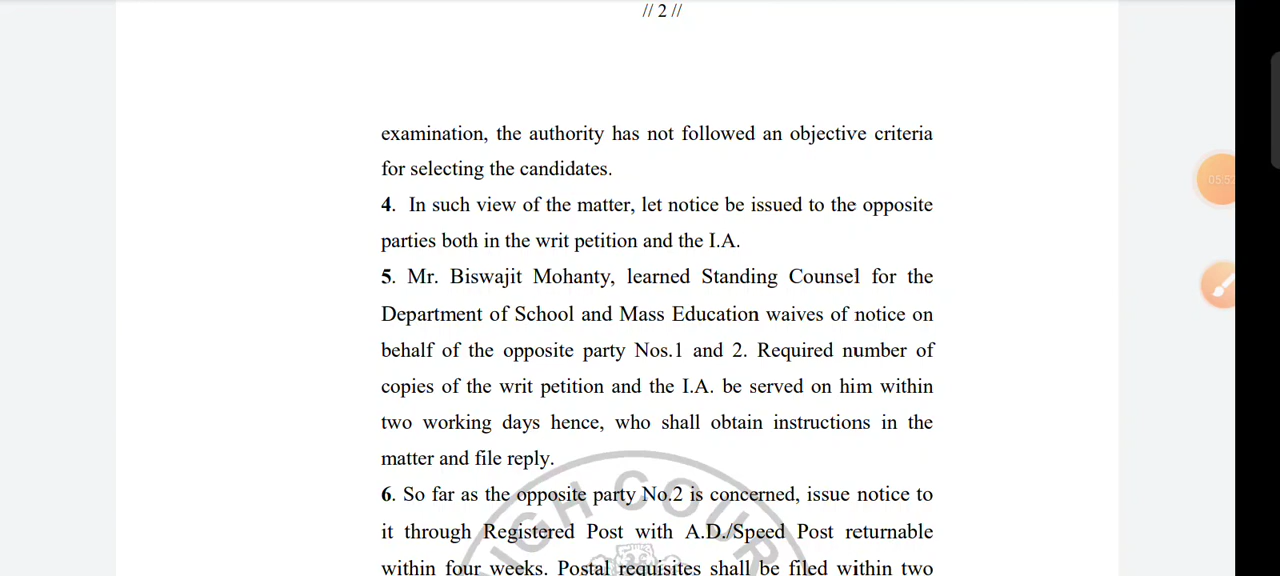 // 2 //
examination, the authority has not followed an objective criteria
for selecting the candidates.
4. In such view of the matter, let notice be issued to the opposite
parties both in the writ petition and the I.A.
5. Mr. Biswajit Mohanty, learned Standing Counsel for the
Department of School and Mass Education waives of notice on
behalf of the opposite party Nos.1 and 2. Required number of
copies of the writ petition and the I.A. be served on him within
two working days hence, who shall obtain instructions in the
matter and file reply.
6. So far as the opposite party No.2 is concerned, issue notice to
it through Registered Post with A.D./Speed Post returnable
within four weeks. Postal requisites shall be filed within two
IGH COUR